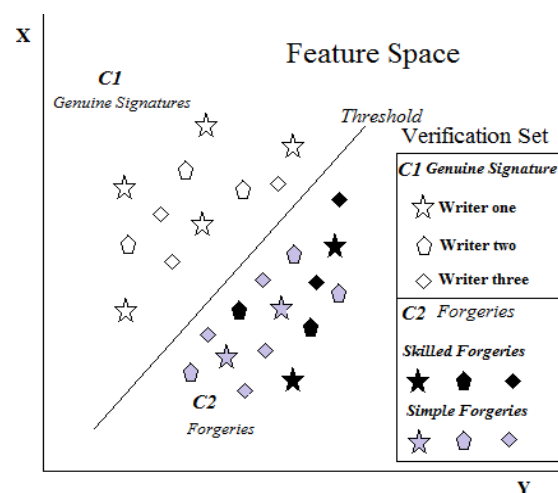 X
Feature Space
C1
Genuine Signatures
Threshold
Verification Set
C1 Genuine Signature
Writer one
Writer two
Writer three
C2 Forgeries
Skilled Forgeries
Simple Forgeries
C2
Forgeries
Y